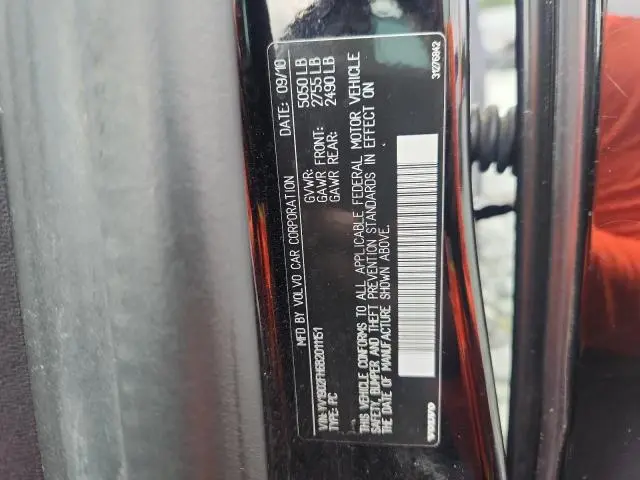 MFD BY VOLVO CAR CORPORATION DATE: 09/10
GVWR: 5050 LB
GAWR FRONT: 2755 LB
GAWR REAR: 2490 LB
TYPE: PC
THIS VEHICLE CONFORMS TO ALL APPLICABLE FEDERAL MOTOR VEHICLE
SAFETY, BUMPER AND THEFT PREVENTION STANDARDS IN EFFECT ON
THE DATE OF MANUFACTURE SHOWN ABOVE.
VOLVO 31276842